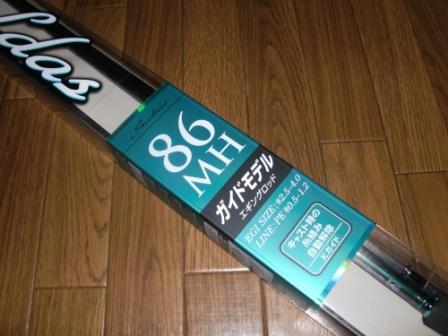 ldas
86
MH
ガイドモデル
エギングロッド
EGI SIZE:#2.5-4.0
LINE:PE#0.5-1.2
キャスト時の
糸絡み
自動解除
Kガイド